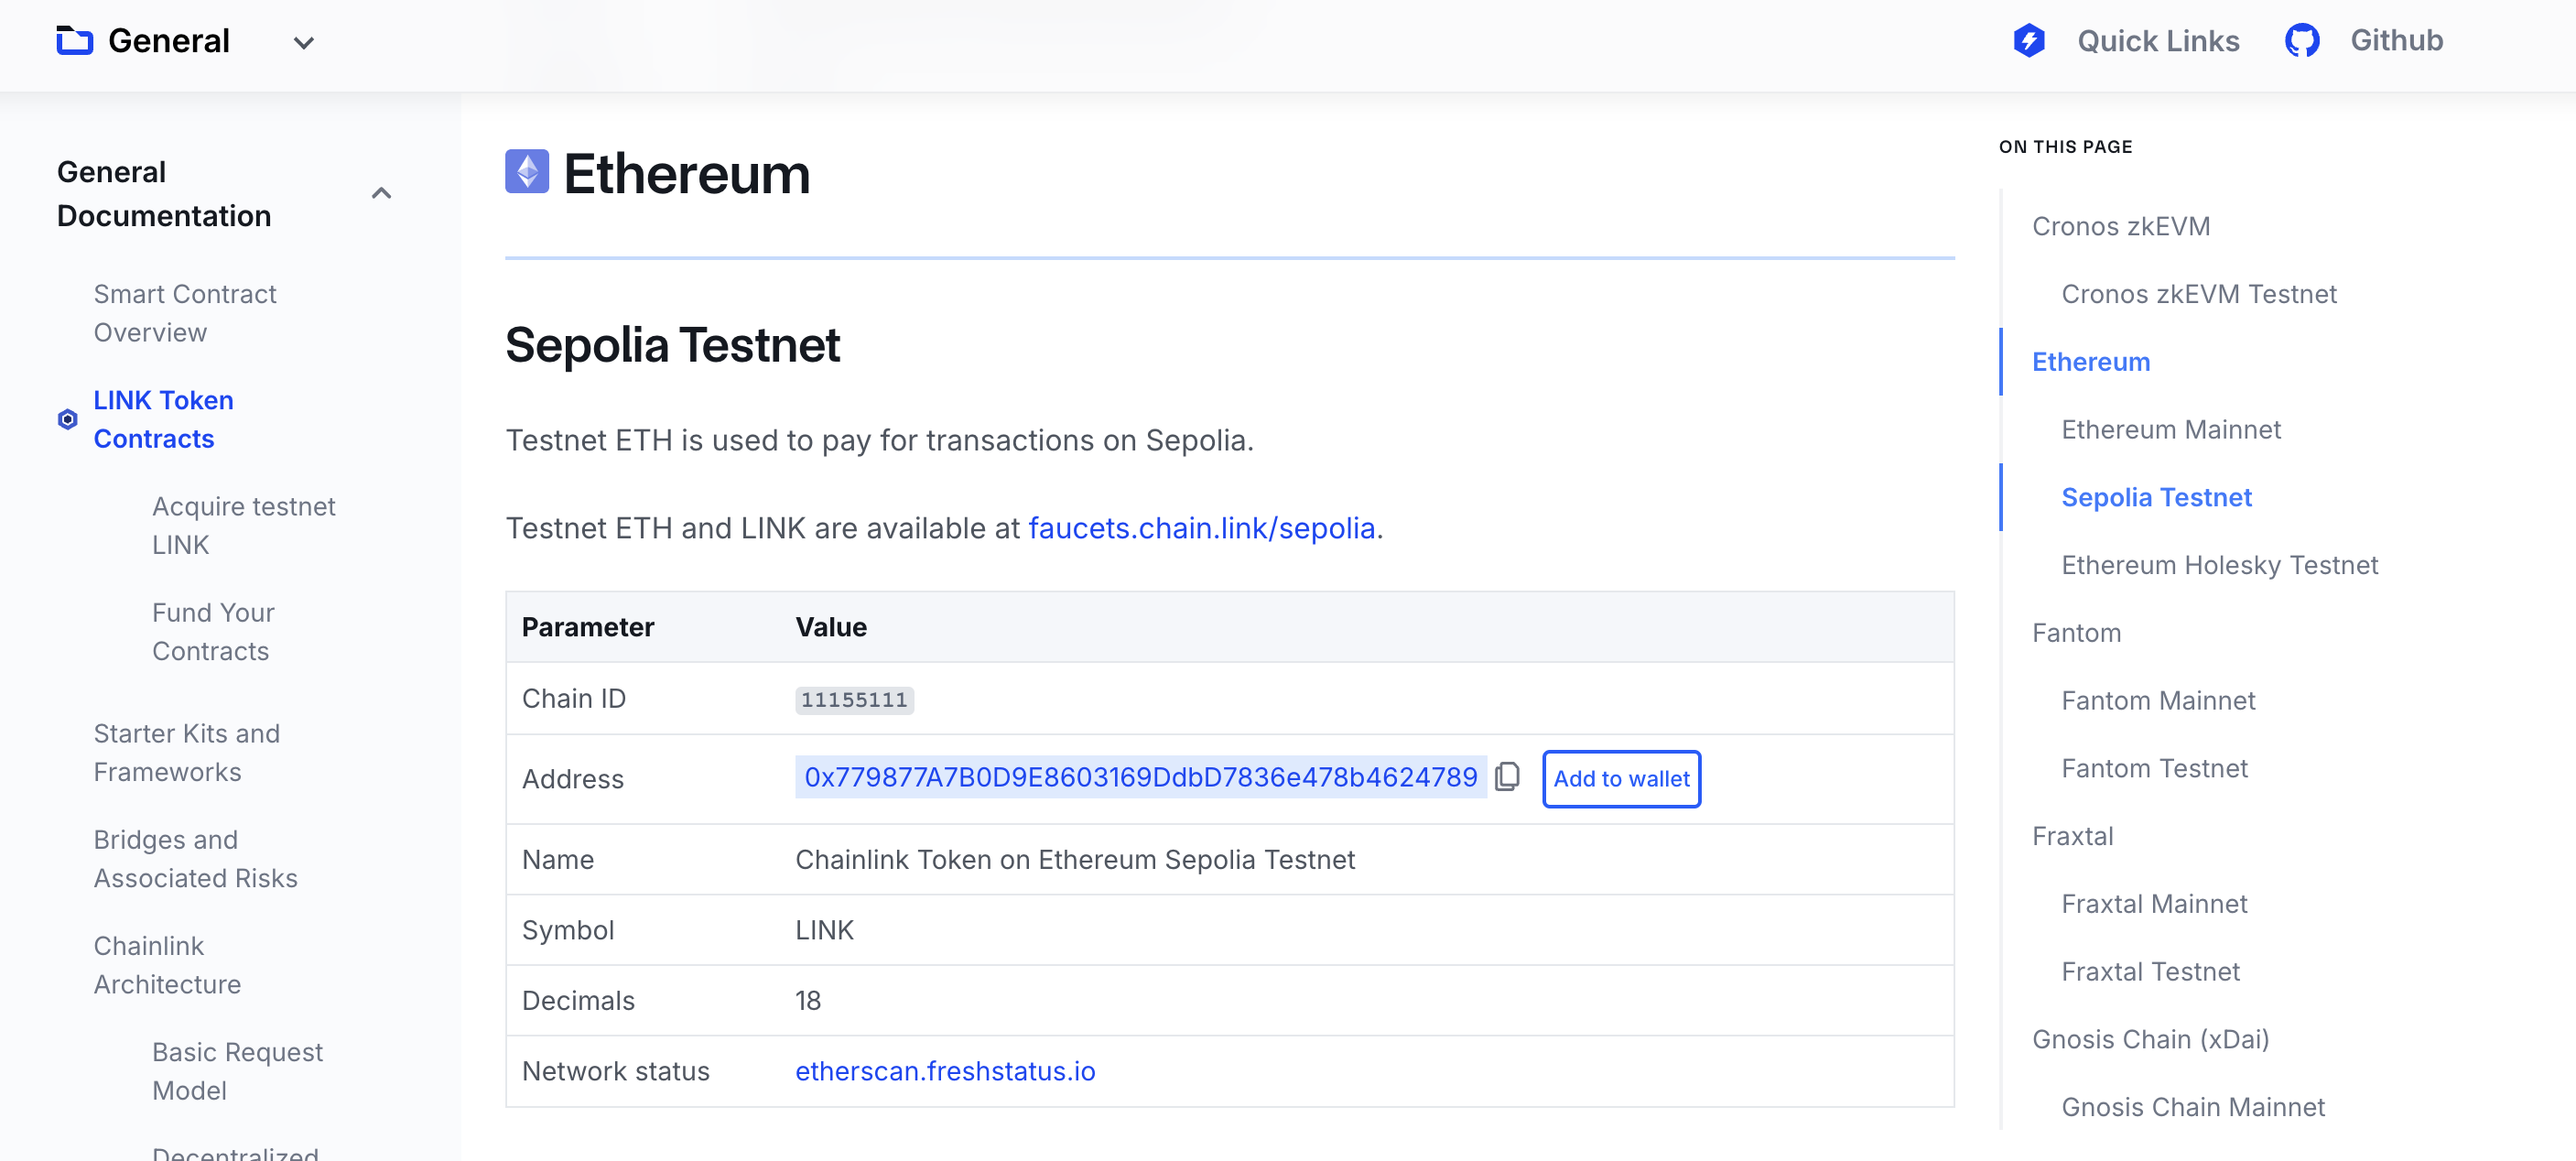 General
Quick Links
Github
General
Documentation
Smart Contract
Overview
LINK Token
Contracts
Acquire testnet
LINK
Fund Your
Contracts
Starter Kits and
Frameworks
Bridges and
Associated Risks
Chainlink
Architecture
Basic Request
Model
Decentralized
Ethereum
Sepolia Testnet
Testnet ETH is used to pay for transactions on Sepolia.
Testnet ETH and LINK are available at faucets.chain.link/sepolia.
Parameter Value
Chain ID 11155111
Address 0x779877A7B0D9E8603169DdbD7836e478b4624789 Add to wallet
Name Chainlink Token on Ethereum Sepolia Testnet
Symbol LINK
Decimals 18
Network status etherscan.freshstatus.io
ON THIS PAGE
Cronos zkEVM
Cronos zkEVM Testnet
Ethereum
Ethereum Mainnet
Sepolia Testnet
Ethereum Holesky Testnet
Fantom
Fantom Mainnet
Fantom Testnet
Fraxtal
Fraxtal Mainnet
Fraxtal Testnet
Gnosis Chain (xDai)
Gnosis Chain Mainnet